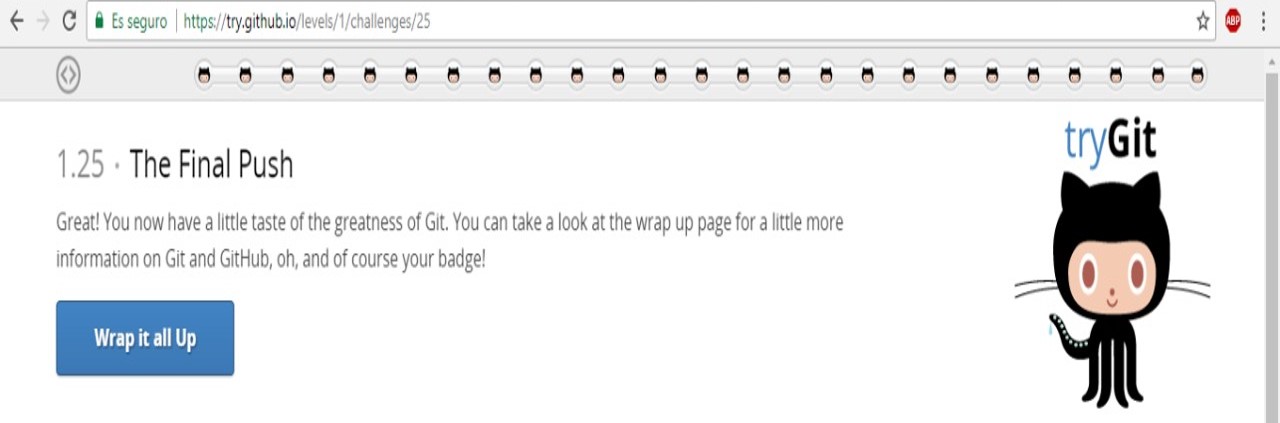 Es seguro https://try.github.io/levels/1/challenges/25
ABP
tryGit
1.25 · The Final Push
Great! You now have a little taste of the greatness of Git. You can take a look at the wrap up page for a little more
information on Git and GitHub, oh, and of course your badge!
Wrap it all Up